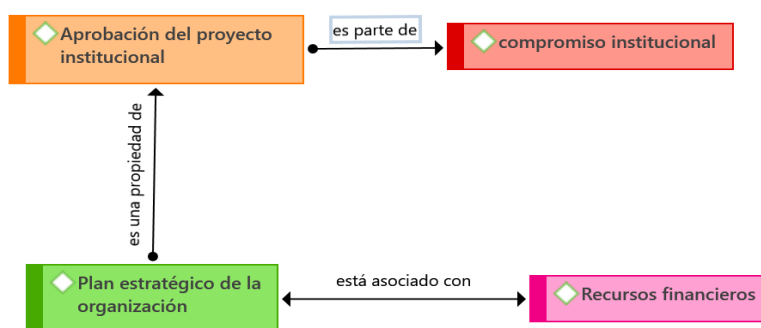 Aprobación del proyecto
institucional
es parte de
compromiso institucional
es una propiedad de
Plan estratégico de la
organización
está asociado con
Recursos financieros